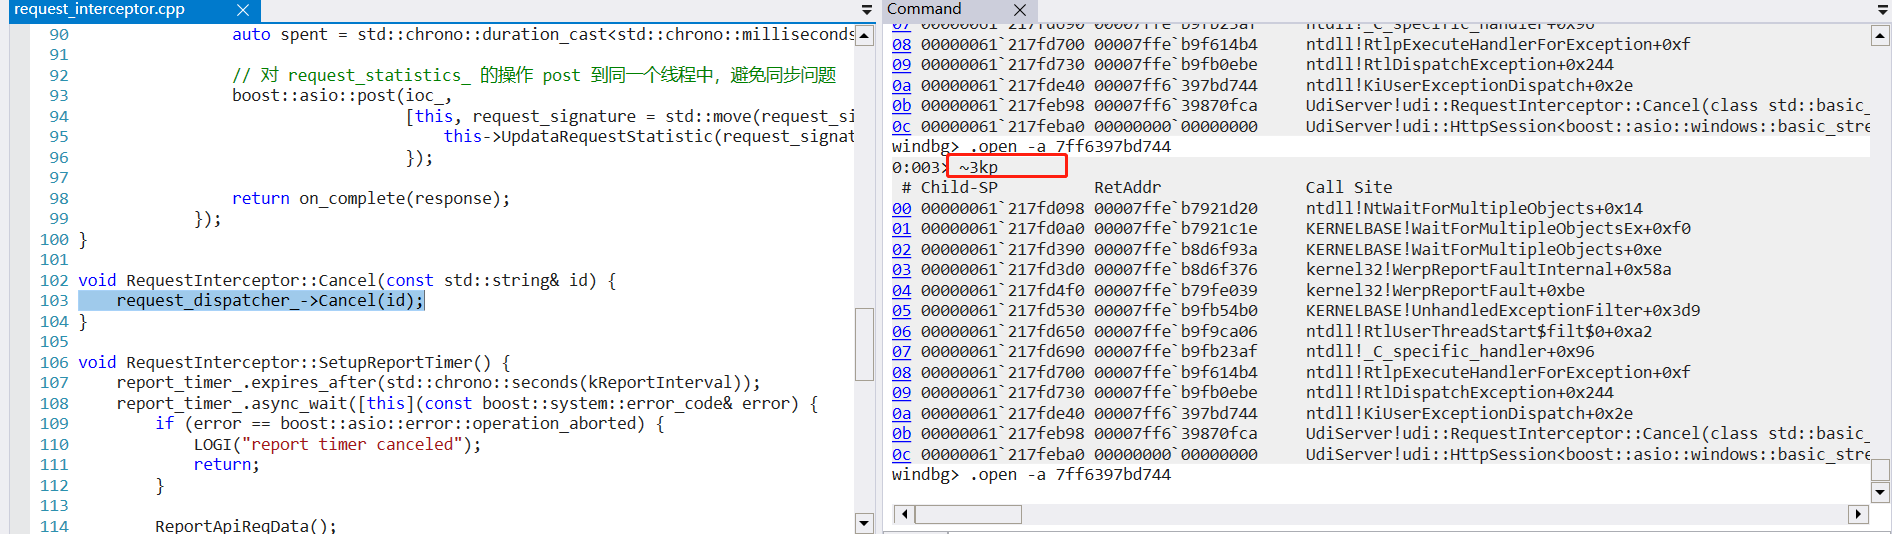 request_interceptor.cpp
90 auto spent = std::chrono::duration_cast<std::chrono::milliseconds
91
92 // 对 request_statistics_ 的操作 post 到同一个线程中，避免同步问题
93 boost::asio::post(ioc_,
94 [this, request_signature = std::move(request_si
95 this->UpdataRequestStatistic(request_signat
96 });
97
98 return on_complete(response);
99 });
100 }
101
102 void RequestInterceptor::Cancel(const std::string& id) {
103 request_dispatcher_->Cancel(id);
104 }
105
106 void RequestInterceptor::SetupReportTimer() {
107 report_timer_.expires_after(std::chrono::seconds(kReportInterval));
108 report_timer_.async_wait([this](const boost::system::error_code& error) {
109 if (error == boost::asio::error::operation_aborted) {
110 LOGI("report timer canceled");
111 return;
112 }
113
114 ReportApiReqData();
Command
07 00000061`217fd690 00007ffe`b9fb23af ntdll!_C_specific_handler+0x96
08 00000061`217fd700 00007ffe`b9f614b4 ntdll!RtlpExecuteHandlerForException+0xf
09 00000061`217fd730 00007ffe`b9fb0ebe ntdll!RtlDispatchException+0x244
0a 00000061`217fde40 00007ff6`397bd744 ntdll!KiUserExceptionDispatch+0x2e
0b 00000061`217feb98 00007ff6`39870fca UdiServer!udi::RequestInterceptor::Cancel(class std::basic_
0c 00000061`217feba0 00000000`00000000 UdiServer!udi::HttpSession<boost::asio::windows::basic_stre
windbg> .open -a 7ff6397bd744
0:003> ~3kp
# Child-SP RetAddr Call Site
00 00000061`217fd098 00007ffe`b7921d20 ntdll!NtWaitForMultipleObjects+0x14
01 00000061`217fd0a0 00007ffe`b7921c1e KERNELBASE!WaitForMultipleObjectsEx+0xf0
02 00000061`217fd390 00007ffe`b8d6f93a KERNELBASE!WaitForMultipleObjects+0xe
03 00000061`217fd3d0 00007ffe`b8d6f376 kernel32!WerpReportFaultInternal+0x58a
04 00000061`217fd4f0 00007ffe`b79fe039 kernel32!WerpReportFault+0xbe
05 00000061`217fd530 00007ffe`b9fb54b0 KERNELBASE!UnhandledExceptionFilter+0x3d9
06 00000061`217fd650 00007ffe`b9f9ca06 ntdll!RtlUserThreadStart$filt$0+0xa2
07 00000061`217fd690 00007ffe`b9fb23af ntdll!_C_specific_handler+0x96
08 00000061`217fd700 00007ffe`b9f614b4 ntdll!RtlpExecuteHandlerForException+0xf
09 00000061`217fd730 00007ffe`b9fb0ebe ntdll!RtlDispatchException+0x244
0a 00000061`217fde40 00007ff6`397bd744 ntdll!KiUserExceptionDispatch+0x2e
0b 00000061`217feb98 00007ff6`39870fca UdiServer!udi::RequestInterceptor::Cancel(class std::basic_
0c 00000061`217feba0 00000000`00000000 UdiServer!udi::HttpSession<boost::asio::windows::basic_stre
windbg> .open -a 7ff6397bd744